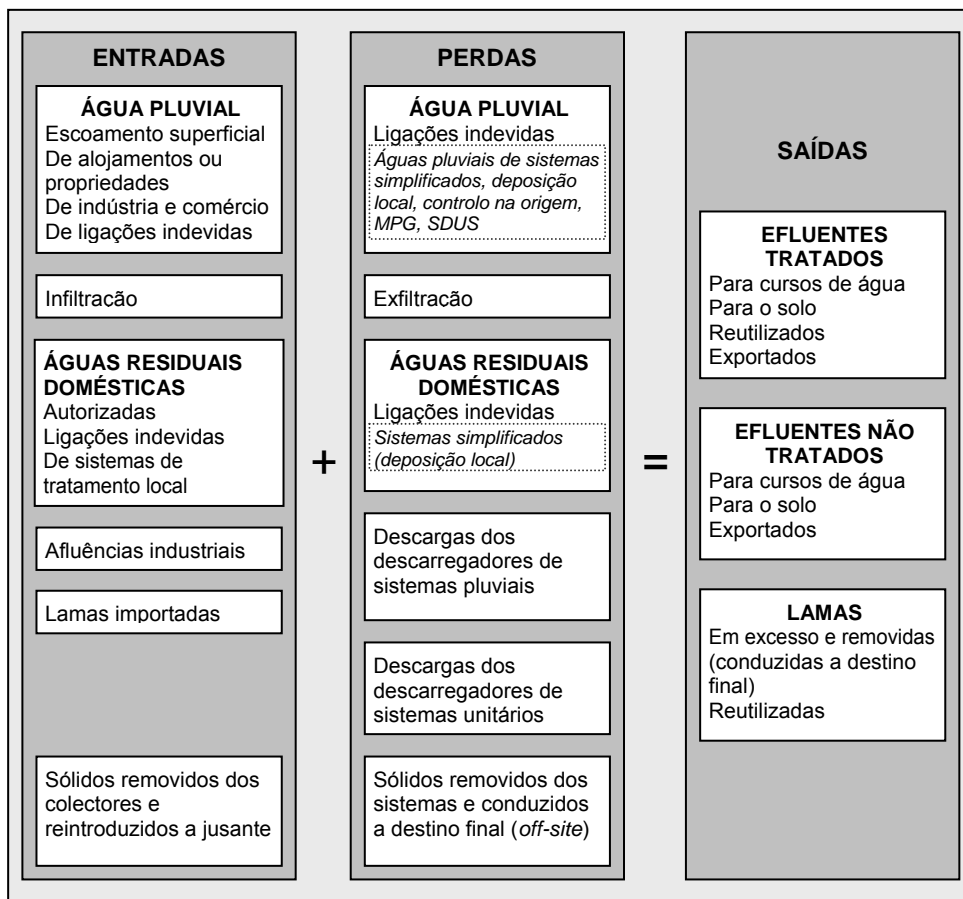 ENTRADAS
ÁGUA PLUVIAL
Escoamento superficial
De alojamentos ou
propriedades
De indústria e comércio
De ligações indevidas
Infiltração
ÁGUAS RESIDUAIS
DOMÉSTICAS
Autorizadas
Ligações indevidas
De sistemas de
tratamento local
Afluências industriais
Lamas importadas
Sólidos removidos dos
colectores e
reintroduzidos a jusante
+
PERDAS
ÁGUA PLUVIAL
Ligações indevidas
Águas pluviais de sistemas
simplificados, deposição
local, controlo na origem,
MPG, SDUS
Exfiltração
ÁGUAS RESIDUAIS
DOMÉSTICAS
Ligações indevidas
Sistemas simplificados
(deposição local)
Descargas dos
descarregadores de
sistemas pluviais
Descargas dos
descarregadores de
sistemas unitários
Sólidos removidos dos
sistemas e conduzidos
a destino final (off-site)
=
SAÍDAS
EFLUENTES
TRATADOS
Para cursos de água
Para o solo
Reutilizados
Exportados
EFLUENTES NÃO
TRATADOS
Para cursos de água
Para o solo
Exportados
LAMAS
Em excesso e removidas
(conduzidas a destino
final)
Reutilizadas